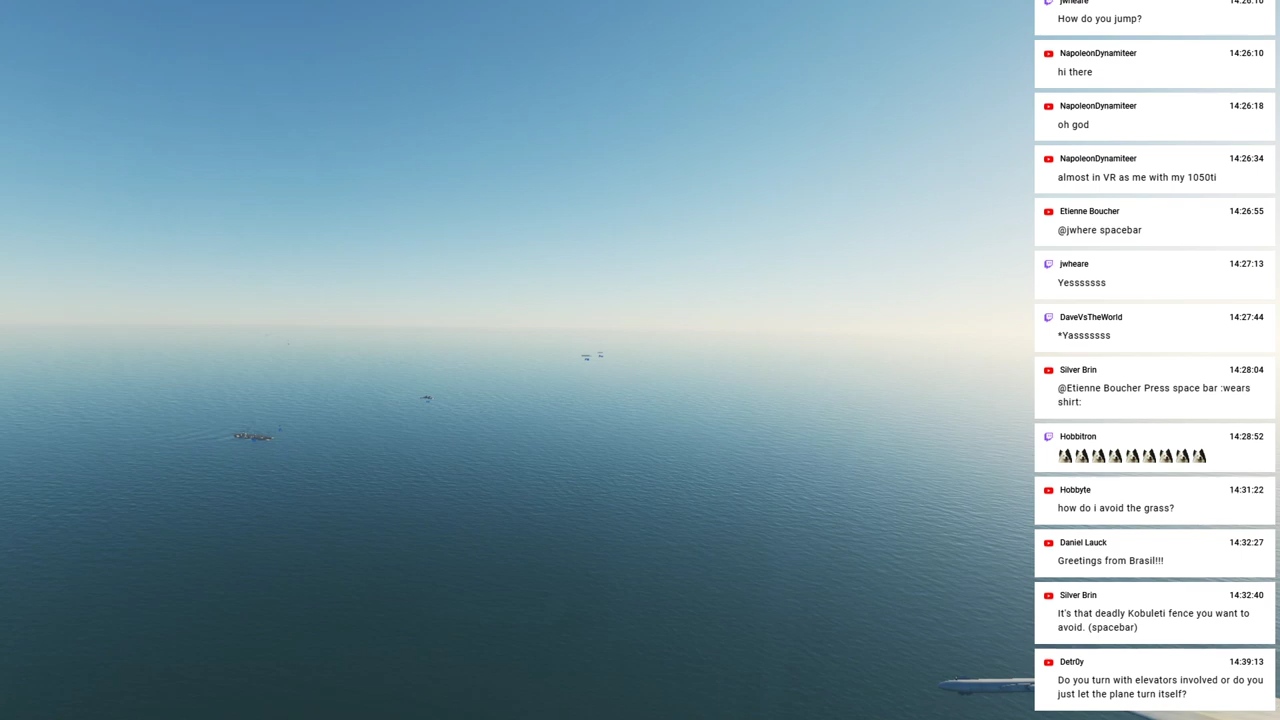 jwheare 14:26:10
How do you jump?
NapoleonDynamiteer 14:26:10
hi there
NapoleonDynamiteer 14:26:18
oh god
NapoleonDynamiteer 14:26:34
almost in VR as me with my 1050ti
Etienne Boucher 14:26:55
@jwhere spacebar
jwheare 14:27:13
Yesssssss
DaveVsTheWorld 14:27:44
*Yasssssss
Silver Brin 14:28:04
@Etienne Boucher Press space bar :wears
shirt:
Hobbitron 14:28:52
Hobbyte 14:31:22
how do i avoid the grass?
Daniel Lauck 14:32:27
Greetings from Brasil!!!
Silver Brin 14:32:40
It's that deadly Kobuleti fence you want to
avoid. (spacebar)
Detr0y 14:39:13
Do you turn with elevators involved or do you
just let the plane turn itself?